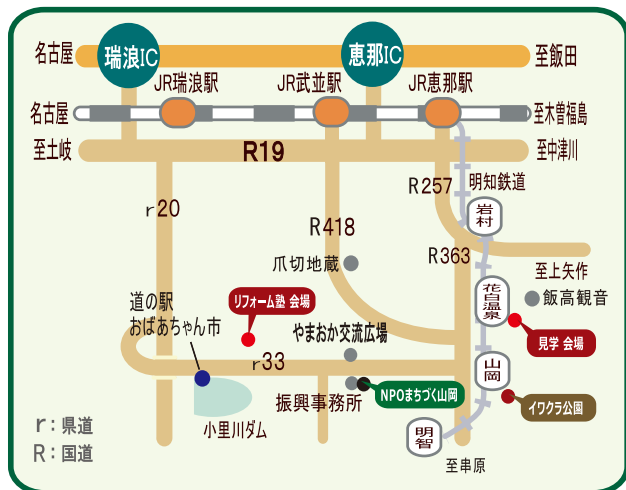 名古屋
瑞浪IC
恵那IC
至飯田
JR瑞浪駅
JR武並駅
JR恵那駅
名古屋
至木曽福島
至土岐
R19
至中津川
R257
明知鉄道
r20
岩村
R418
R363
爪切地蔵
至上矢作
道の駅
おばあちゃん市
リフォーム塾 会場
花白温泉
飯高観音
やまおか交流広場
見学 会場
r33
山岡
振興事務所
NPOまちづく山岡
イワクラ公園
小里川ダム
明智
至串原
r:県道
R:国道